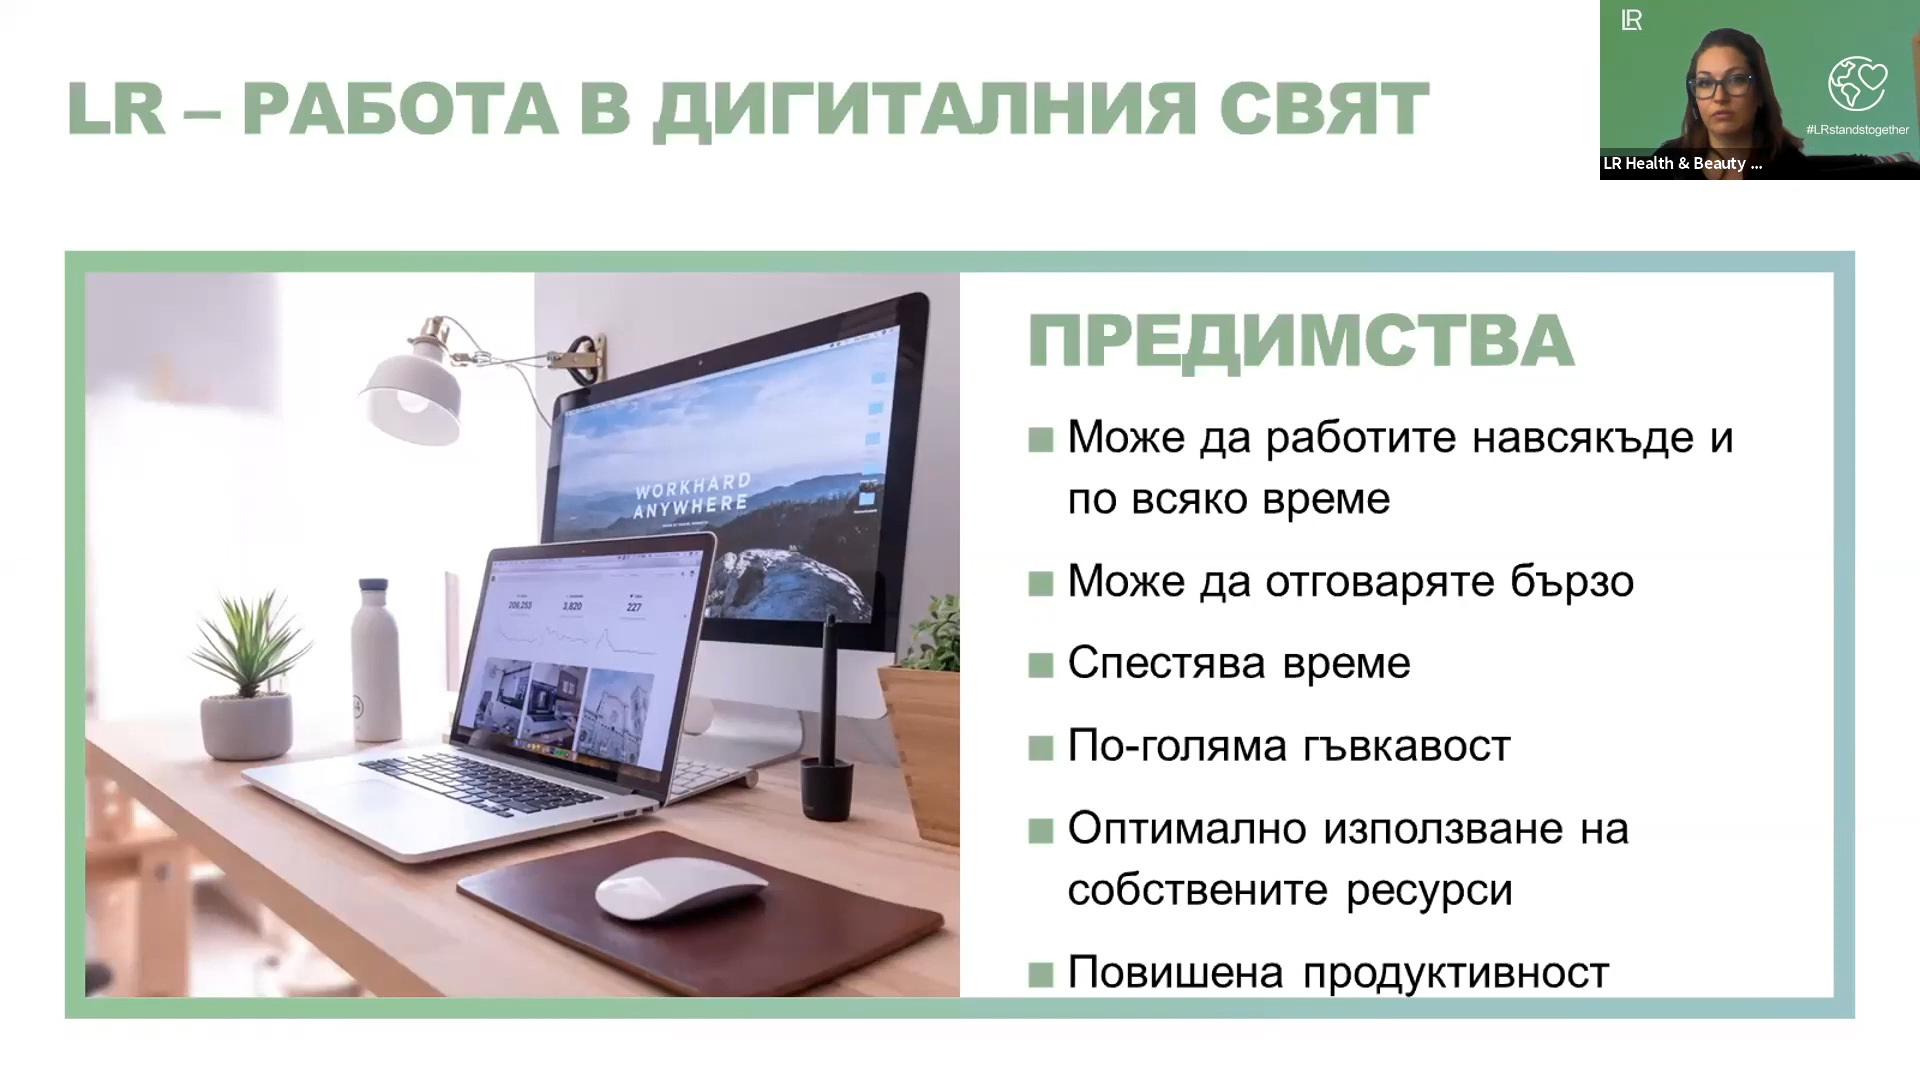 LR – РАБОТА В ДИГИТАЛНИЯ СВЯТ
LR
#LRstandstogether
LR Health & Beauty ...
WORKHARD
ANYWHERE
3,820
227
ПРЕДИМСТВА
Може да работите навсякъде и
по всяко време
Може да отговаряте бързо
Спестява време
По-голяма гъвкавост
Оптимално използване на
собствените ресурси
Повишена продуктивност